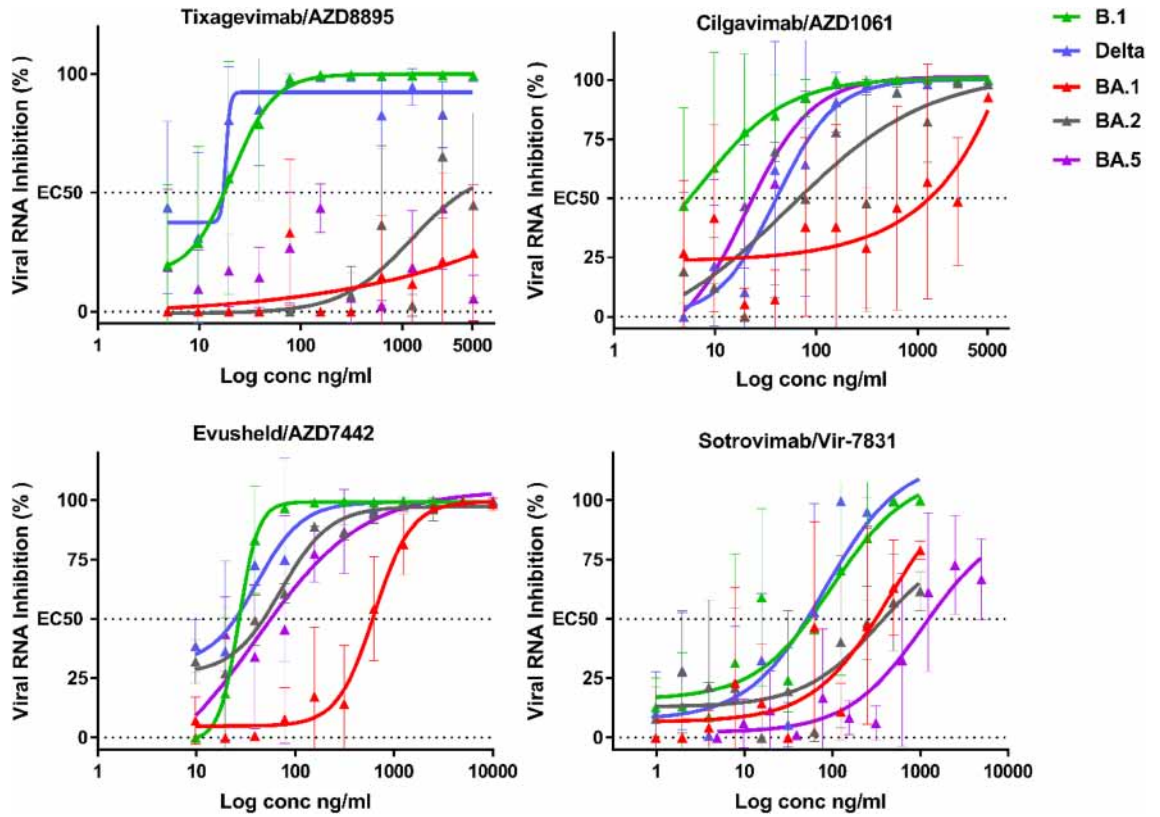 Tixagevimab/AZD8895
Viral RNA Inhibition (%)
100
EC50
0
1
10
100
1000
5000
Log conc ng/ml
Cilgavimab/AZD1061
Viral RNA Inhibition (%)
100
75
EC50
25
0
1
10
100
1000
5000
Log conc ng/ml
B.1
Delta
BA.1
BA.2
BA.5
Evusheld/AZD7442
Viral RNA Inhibition (%)
100
75
EC50
25
0
1
10
100
1000
10000
Log conc ng/ml
Sotrovimab/Vir-7831
Viral RNA Inhibition (%)
100
75
EC50
25
0
1
10
100
1000
10000
Log conc ng/ml